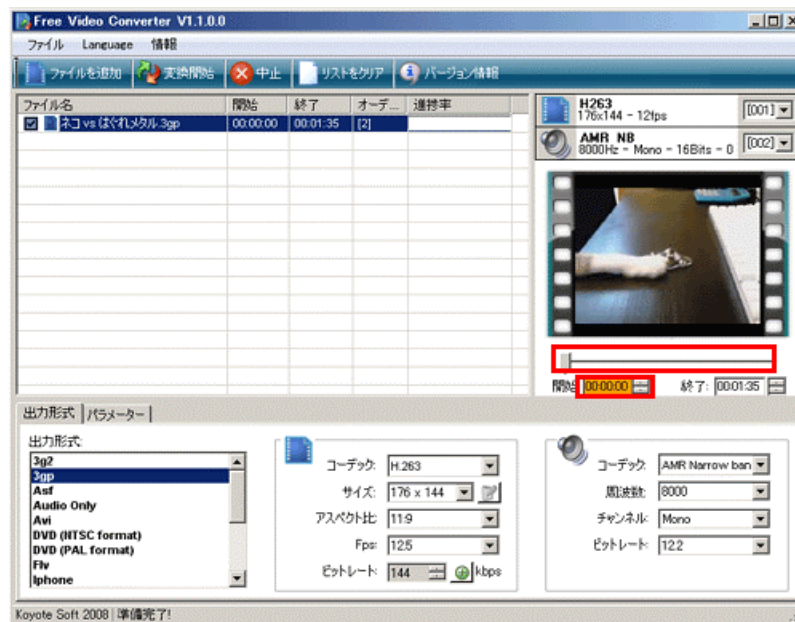 Free Video Converter V1.1.0.0
ファイル Language 情報
ファイルを追加 変換開始 中止 リストをクリア バージョン情報
ファイル名 開始 終了 オーデ... 進捗率
ネコ vs はぐれメタル.3gp 00:00:00 00:01:35 [2]
H263
176x144 - 12fps
[001]
AMR NB
8000Hz - Mono - 16Bits - 0
[002]
開始 00:00:00 終了: 00:01:35
出力形式 パラメーター
出力形式:
3g2
3gp
Asf
Audio Only
Avi
DVD (NTSC format)
DVD (PAL format)
Flv
Iphone
コーデック: H.263
サイズ: 176 x 144
アスペクト比: 11:9
Fps: 12.5
ビットレート: 144 kbps
コーデック: AMR Narrow ban
周波数: 8000
チャンネル: Mono
ビットレート: 12.2
Koyote Soft 2008 準備完了!